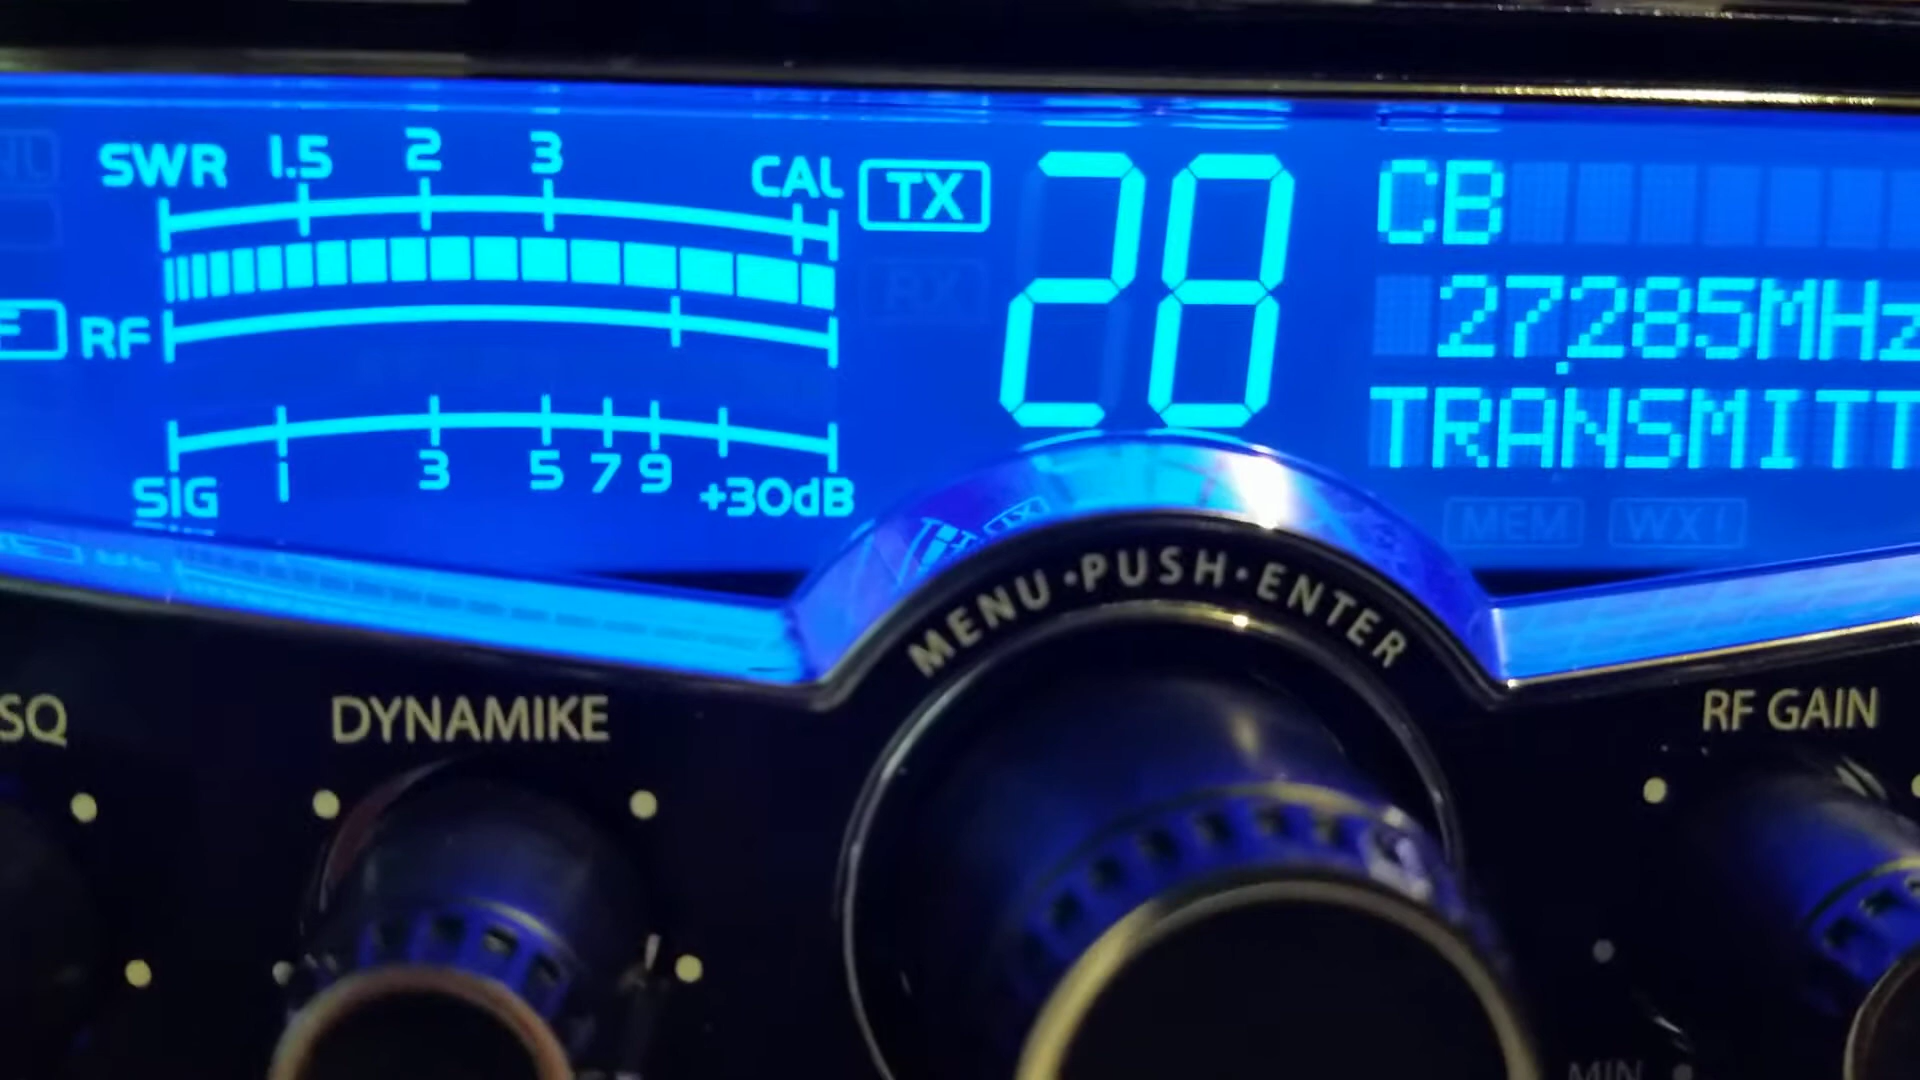 SWR 1.5 2 3 CAL
TX
28
CB
27.285MHz
RF
TRANSMITT
1 3 5 7 9
SIG +30dB
MEM WX!
MENU·PUSH·ENTER
SQ DYNAMIKE RF GAIN
MIN